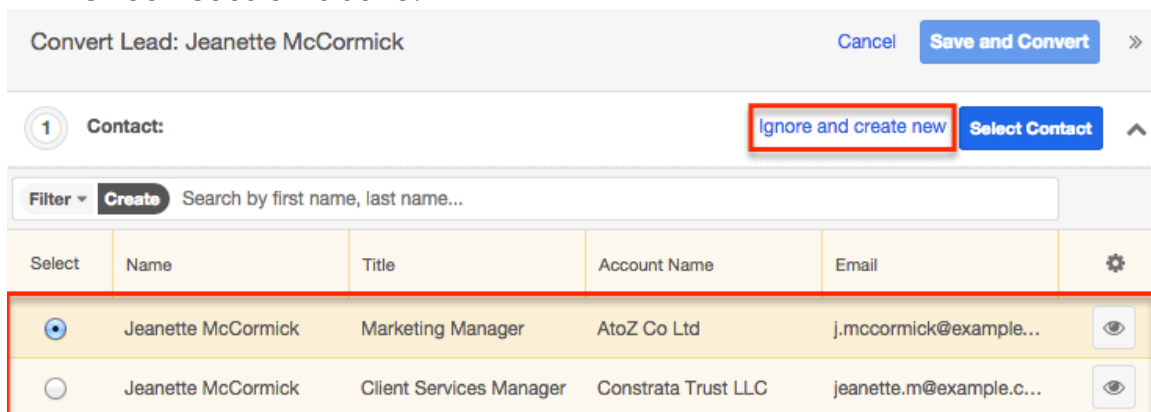 Convert Lead: Jeanette McCormick Cancel Save and Convert »
1 Contact: Ignore and create new Select Contact
Filter Create Search by first name, last name...
Select Name Title Account Name Email
Jeanette McCormick Marketing Manager AtoZ Co Ltd j.mccormick@example...
Jeanette McCormick Client Services Manager Constrata Trust LLC jeanette.m@example.c...